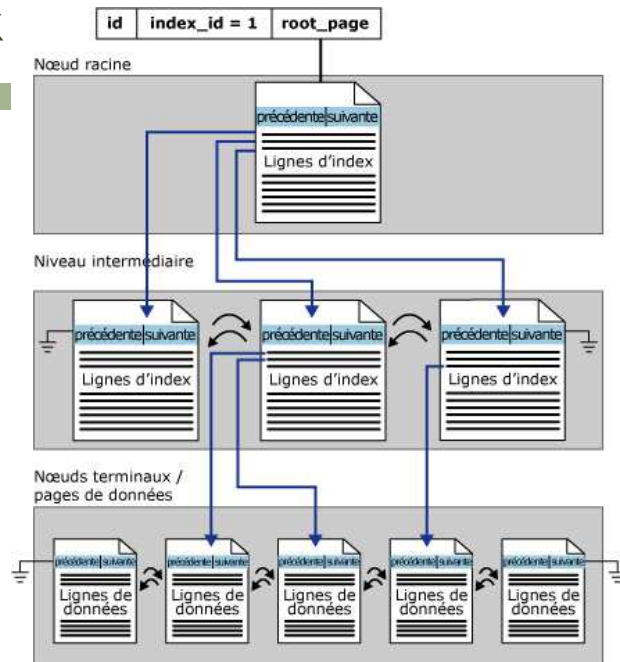 id index_id = 1 root_page
Nœud racine
précédente suivante
Lignes d'index
Niveau intermédiaire
précédente suivante
Lignes d'index
précédente suivante
Lignes d'index
précédente suivante
Lignes d'index
Nœuds terminaux /
pages de données
précédente suivante
Lignes de
données
précédente suivante
Lignes de
données
précédente suivante
Lignes de
données
précédente suivante
Lignes de
données
précédente suivante
Lignes de
données